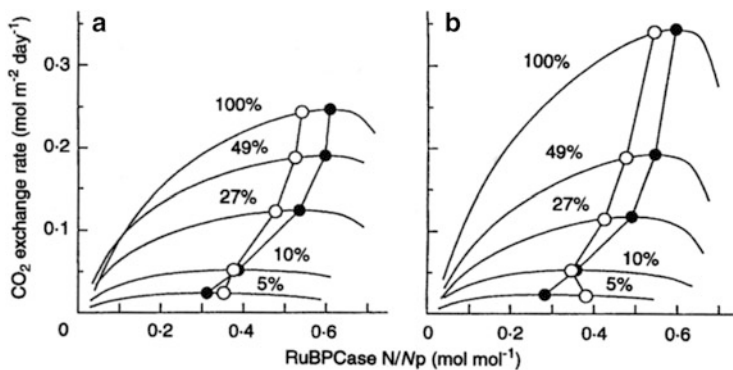 a
b
0·3
0·2
0·1
0
100%
49%
27%
10%
5%
100%
49%
27%
10%
5%
0 0·2 0·4 0·6
0 0·2 0·4 0·6
CO₂ exchange rate (mol m⁻² day⁻¹)
RuBPCase N/Np (mol mol⁻¹)